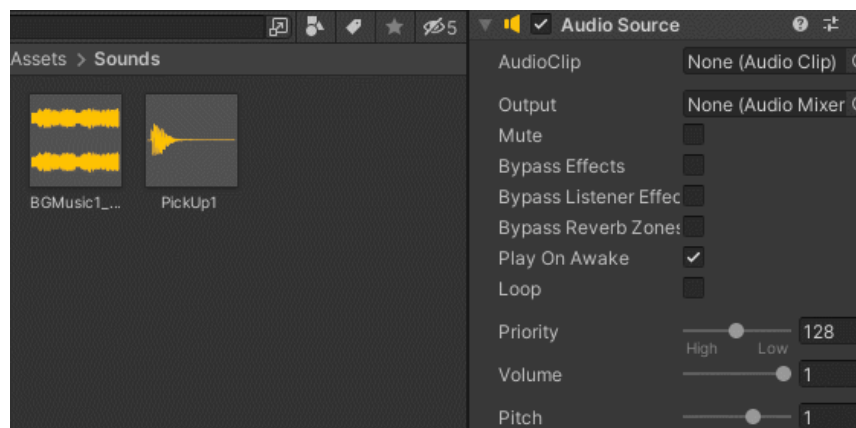 5
Assets > Sounds
BGMusic1_...
PickUp1
Audio Source
AudioClip
None (Audio Clip)
Output
None (Audio Mixer
Mute
Bypass Effects
Bypass Listener Effec
Bypass Reverb Zones
Play On Awake
Loop
Priority
128
High Low
Volume
1
Pitch
1